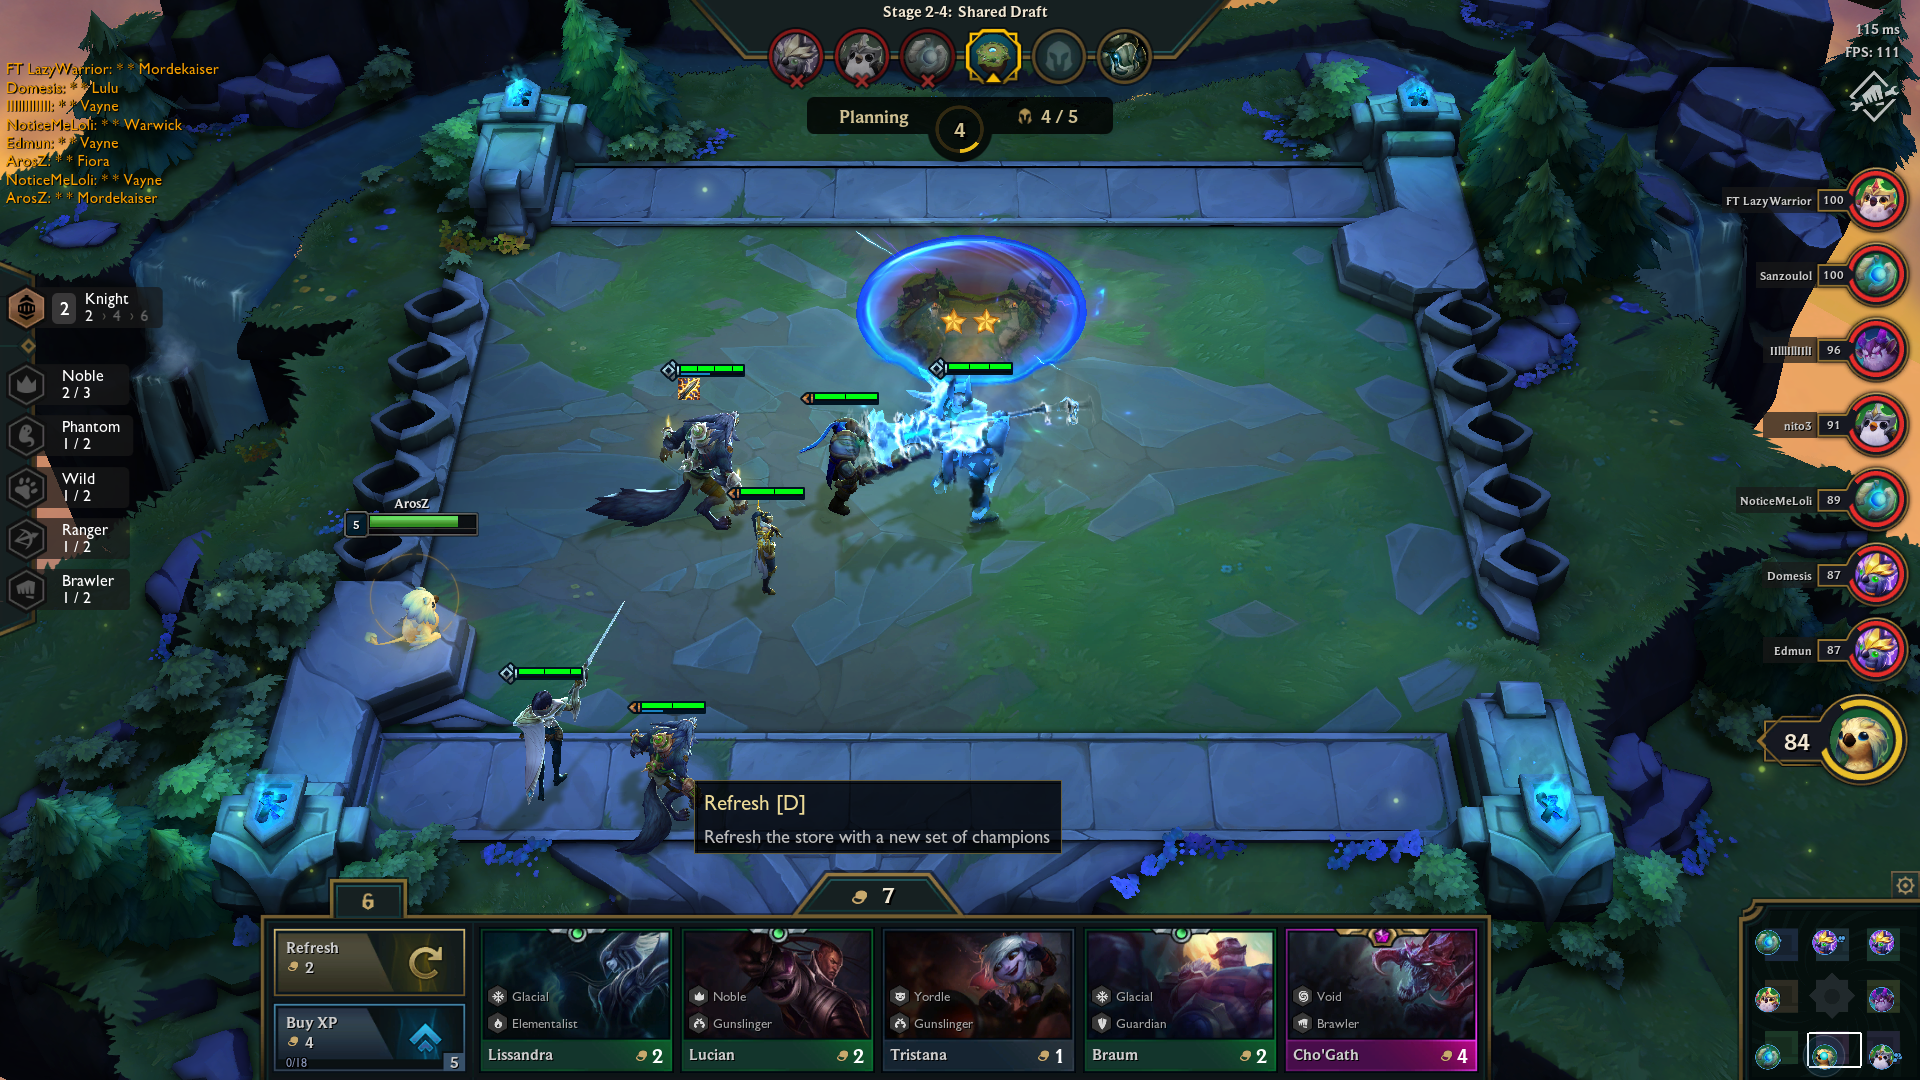 Stage 2-4: Shared Draft
115 ms
FPS: 111
FT LazyWarrior: * * Mordekaiser
Domesis: * * Lulu
* * Vayne
NoticeMeLoli: * * Warwick
Edmun: * * Vayne
ArosZ: * * Fiora
NoticeMeLoli: * * Vayne
ArosZ: * * Mordekaiser
Planning
4
4 / 5
2
Knight
2 › 4 › 6
Noble
2 / 3
Phantom
1 / 2
Wild
1 / 2
Ranger
1 / 2
Brawler
1 / 2
ArosZ
5
FT LazyWarrior 100
Sanzoulol 100
96
nito3 91
NoticeMeLoli 89
Domesis 87
Edmun 87
84
Refresh [D]
Refresh the store with a new set of champions
6
7
Refresh
2
Buy XP
4
0/18
5
Glacial
Elementalist
Lissandra 2
Noble
Gunslinger
Lucian 2
Yordle
Gunslinger
Tristana 1
Glacial
Guardian
Braum 2
Void
Brawler
Cho'Gath 4